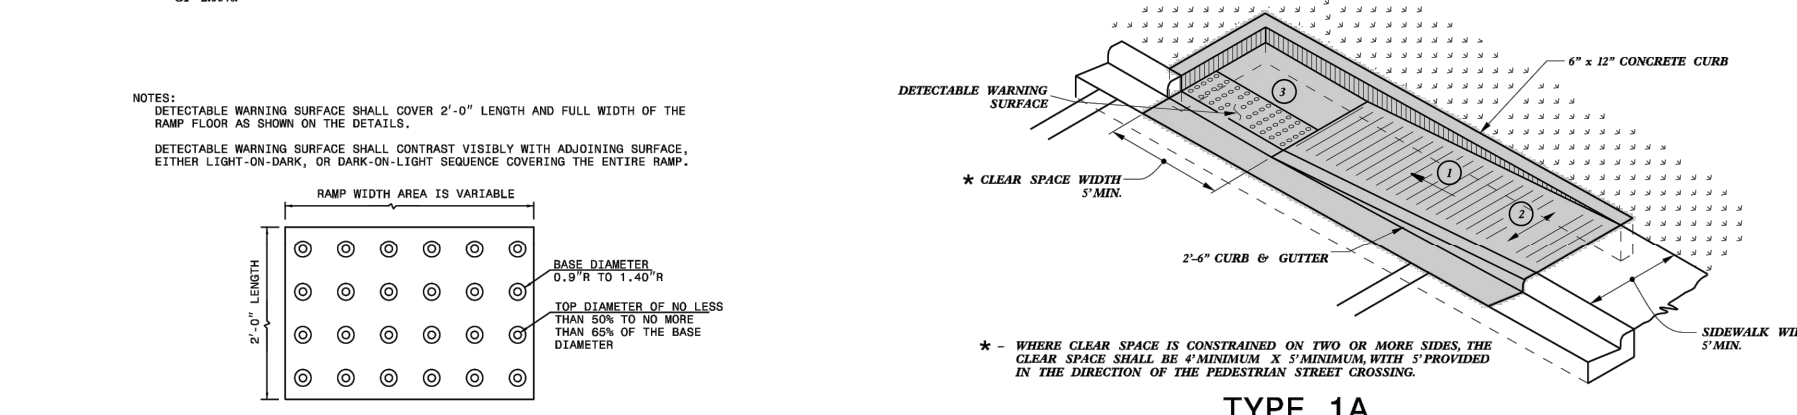 NOTES:
DETECTABLE WARNING SURFACE SHALL COVER 2'-0" LENGTH AND FULL WIDTH OF THE
RAMP FLOOR AS SHOWN ON THE DETAILS.
DETECTABLE WARNING SURFACE SHALL CONTRAST VISIBLY WITH ADJOINING SURFACE,
EITHER LIGHT-ON-DARK, OR DARK-ON-LIGHT SEQUENCE COVERING THE ENTIRE RAMP.
RAMP WIDTH AREA IS VARIABLE
2'-0" LENGTH
BASE DIAMETER
0.9"R TO 1.40"R
TOP DIAMETER OF NO LESS
THAN 50% TO NO MORE
THAN 65% OF THE BASE
DIAMETER
6" x 12" CONCRETE CURB
DETECTABLE WARNING
SURFACE
3
1
2
* CLEAR SPACE WIDTH
5' MIN.
2'-6" CURB & GUTTER
SIDEWALK
5' MIN.
* - WHERE CLEAR SPACE IS CONSTRAINED ON TWO OR MORE SIDES, THE
CLEAR SPACE SHALL BE 4' MINIMUM X 5' MINIMUM, WITH 5' PROVIDED
IN THE DIRECTION OF THE PEDESTRIAN STREET CROSSING.
TYPE 1A